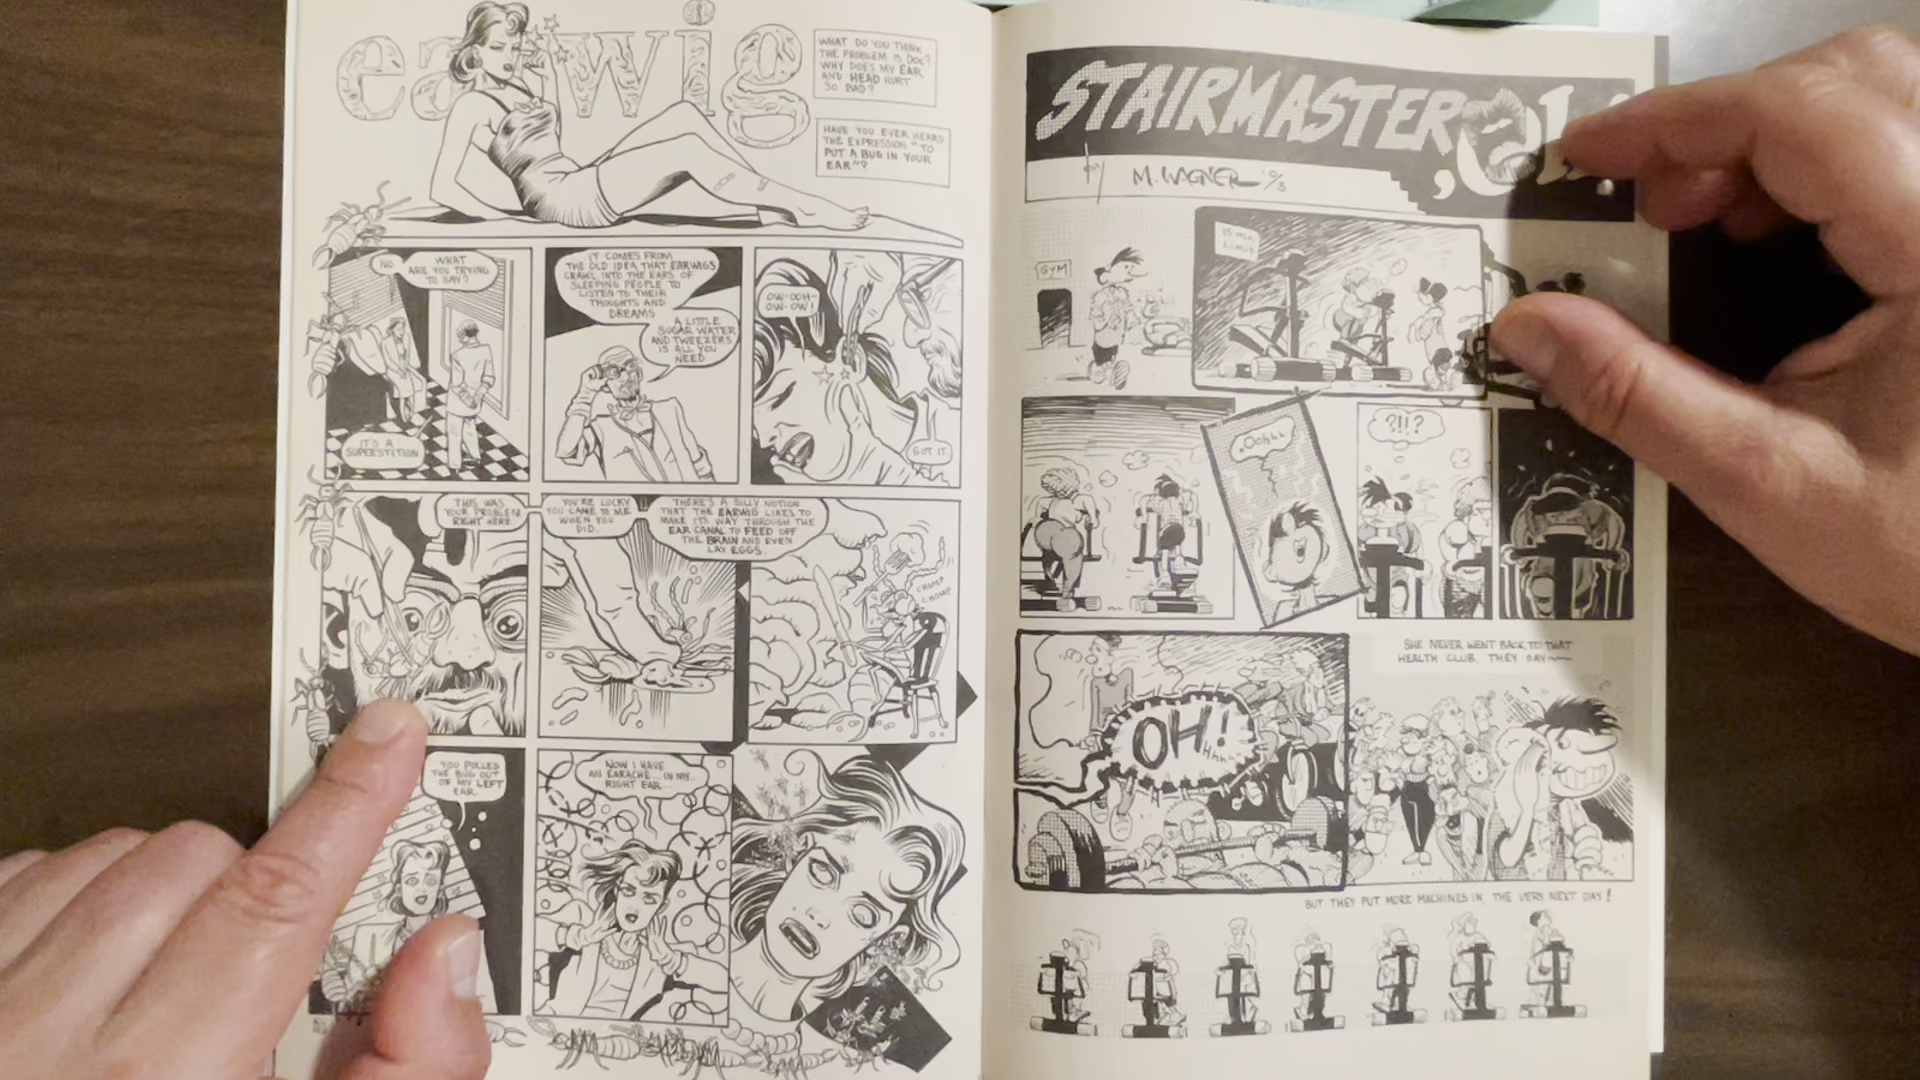 earwig
WHAT DO YOU THINK
THE PROBLEM IS, DOC?
WHY DOES MY EAR
AND HEAD HURT
SO BAD?
HAVE YOU EVER HEARD
THE EXPRESSION "TO
PUT A BUG IN YOUR
EAR"?
NO.
WHAT
ARE YOU TRYING
TO SAY?
IT'S A
SUPERSTITION
IT COMES FROM
THE OLD IDEA THAT EARWIGS
CRAWL INTO THE EARS OF
SLEEPING PEOPLE TO
LISTEN TO THEIR
THOUGHTS AND
DREAMS
A LITTLE
SUGAR WATER
AND TWEEZERS
IS ALL YOU
NEED
OW-OOH-
OW-OW!
GOT IT.
THIS WAS
YOUR PROBLEM
RIGHT HERE.
YOU'RE LUCKY
YOU CAME TO ME
WHEN YOU
DID.
THERE'S A SILLY NOTION
THAT THE EARWIG LIKES TO
MAKE ITS WAY THROUGH THE
EAR CANAL TO FEED OFF
THE BRAIN AND EVEN
LAY EGGS.
CHOMP
CHOMP
YOU PULLED
THE BUG OUT
OF MY LEFT
EAR.
NOW I HAVE
AN EARACHE... IN MY...
RIGHT EAR
STAIRMASTER,
by M. WAGNER
GYM
15 min
LIMIT
Oohhh
?!!?
OH!
SHE NEVER WENT BACK TO THAT
HEALTH CLUB, THEY SAY
BUT THEY PUT MORE MACHINES IN, THE VERY NEXT DAY!